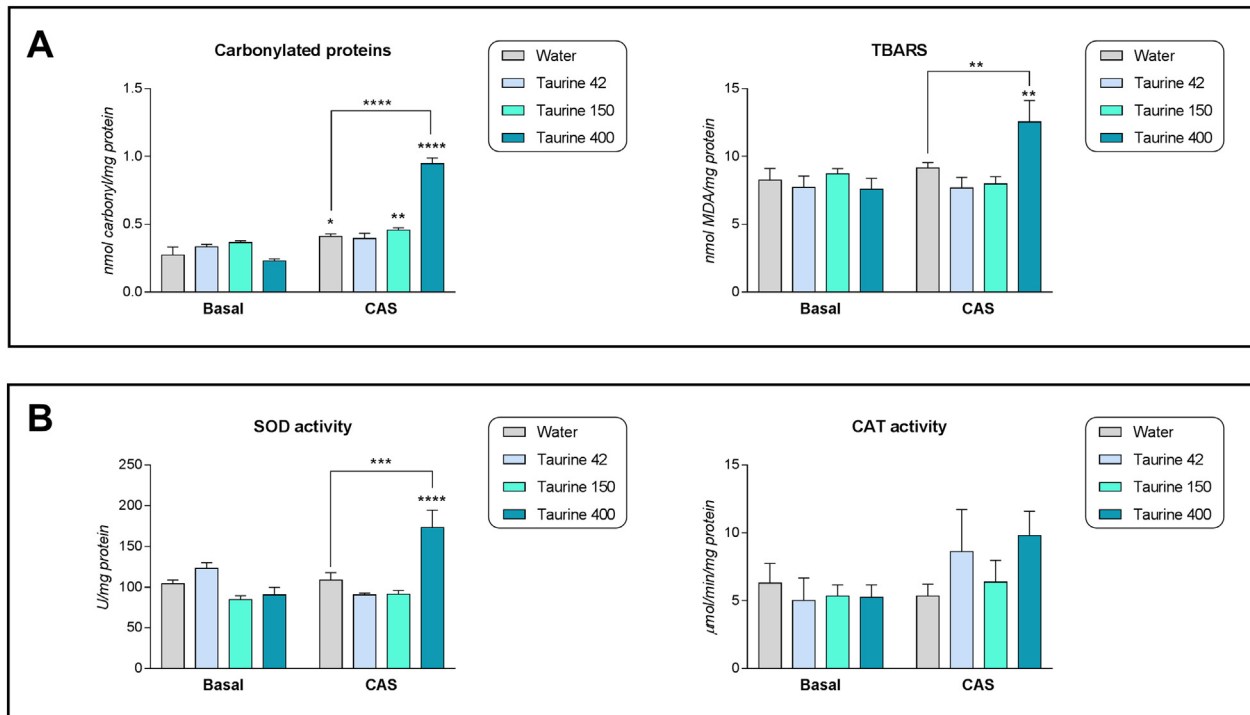 A
Carbonylated proteins
nmol carbonyl/mg protein
1.5
1.0
0.5
0.0
****
****
*
**
Basal
CAS
Water
Taurine 42
Taurine 150
Taurine 400
TBARS
nmol MDA/mg protein
15
10
5
0
**
**
Basal
CAS
Water
Taurine 42
Taurine 150
Taurine 400
B
SOD activity
U/mg protein
250
200
150
100
50
0
***
****
Basal
CAS
Water
Taurine 42
Taurine 150
Taurine 400
CAT activity
μmol/min/mg protein
15
10
5
0
Basal
CAS
Water
Taurine 42
Taurine 150
Taurine 400